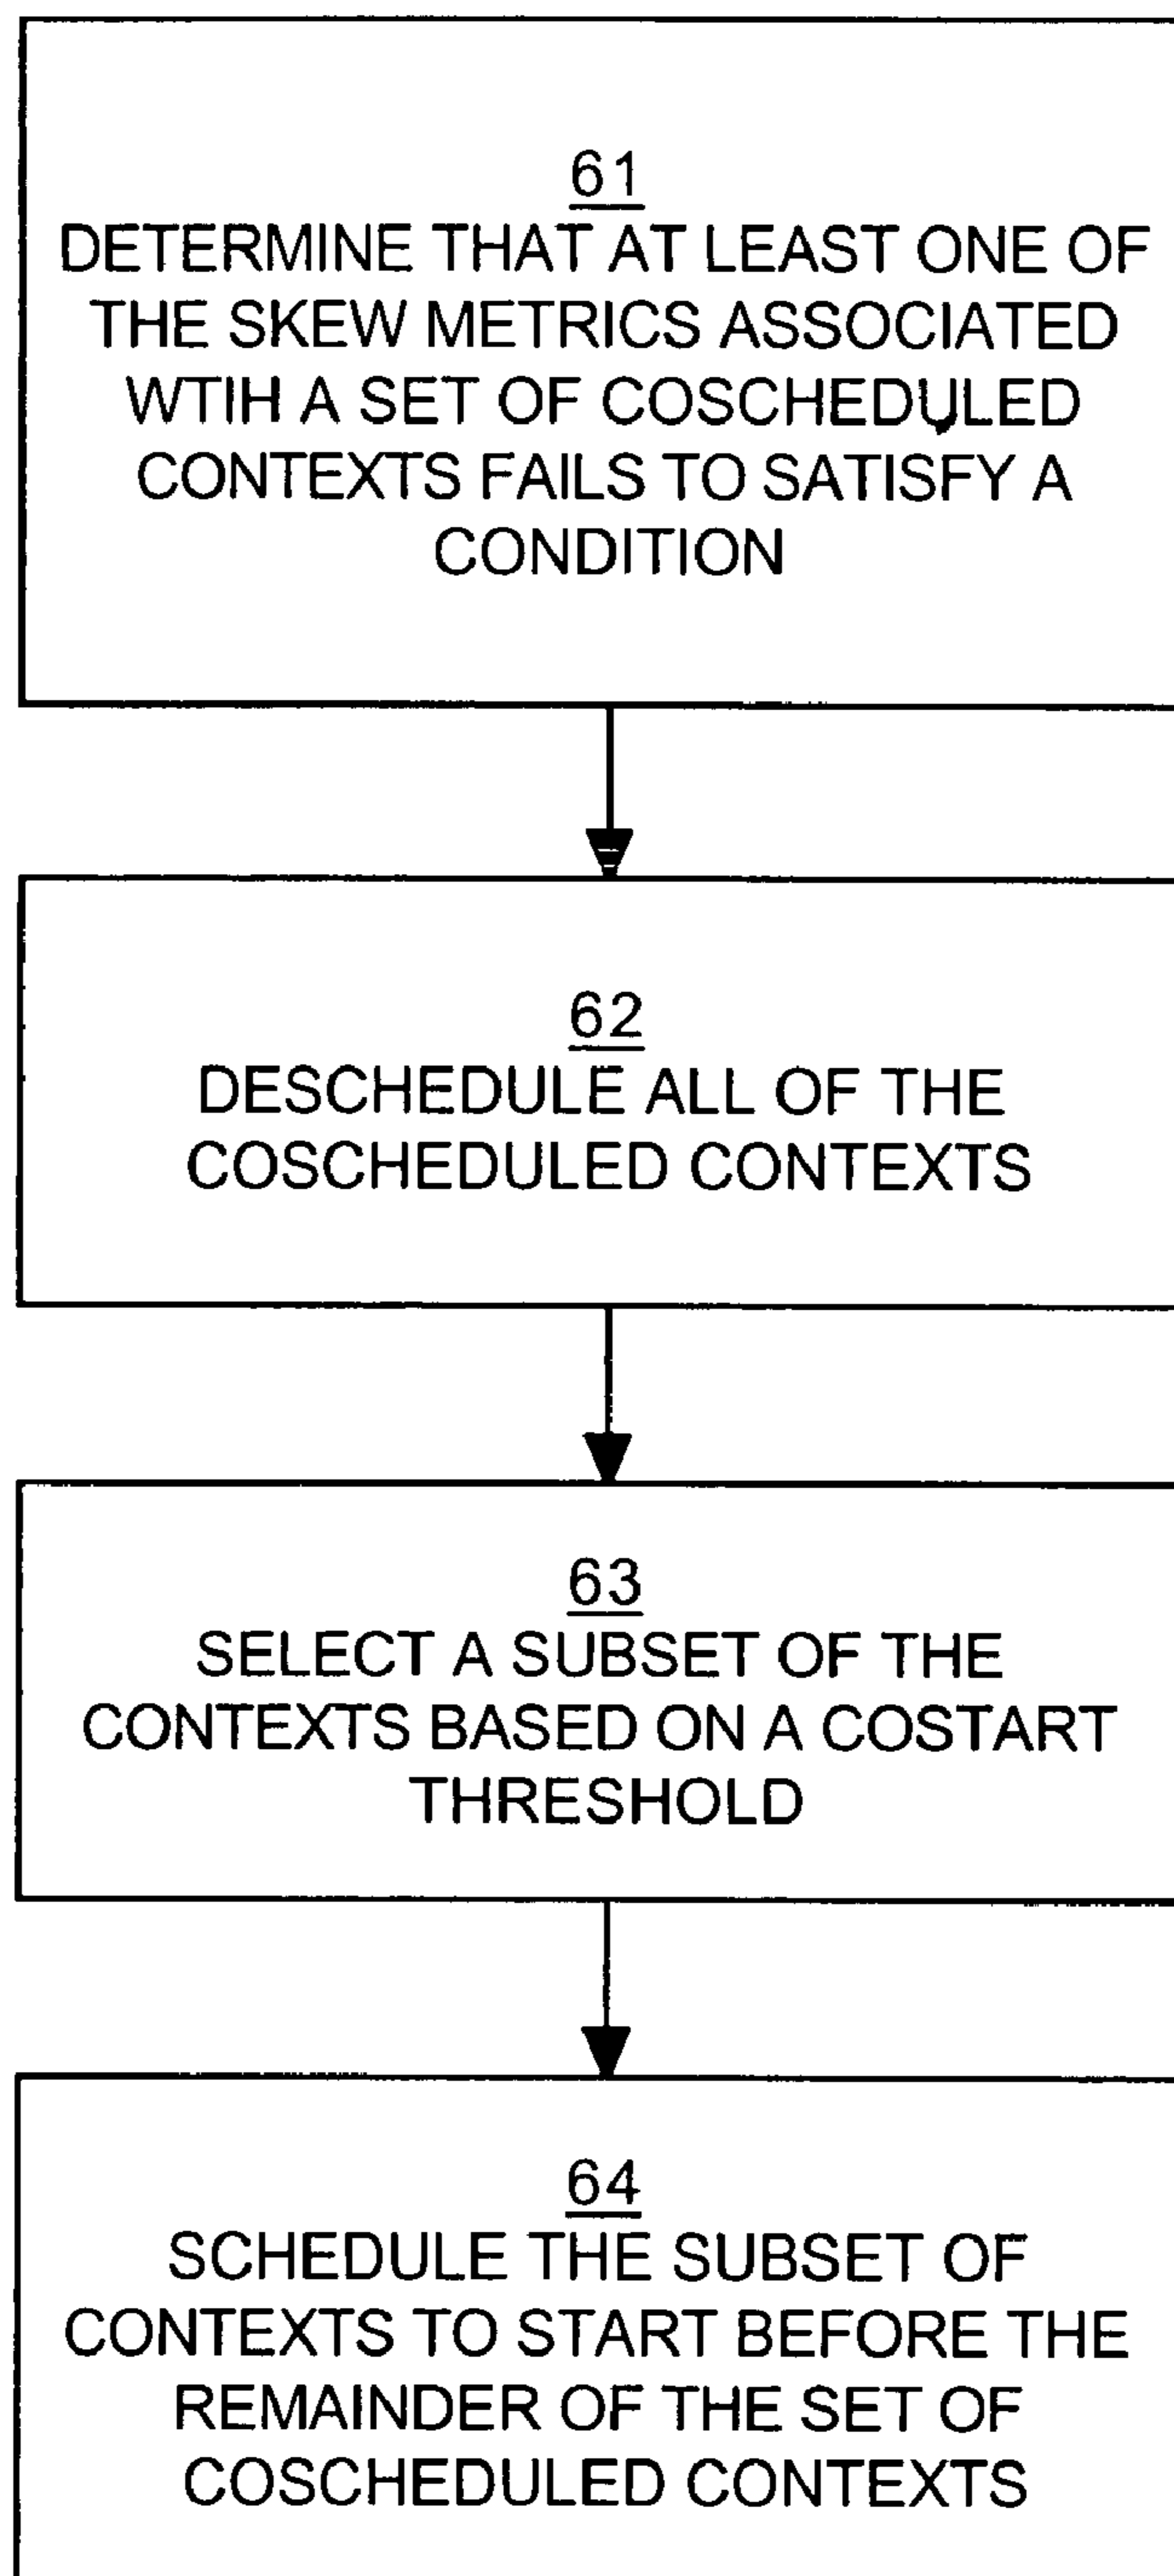 61
DETERMINE THAT AT LEAST ONE OF
THE SKEW METRICS ASSOCIATED
WTIH A SET OF COSCHEDULED
CONTEXTS FAILS TO SATISFY A
CONDITION
62
DESCHEDULE ALL OF THE
COSCHEDULED CONTEXTS
63
SELECT A SUBSET OF THE
CONTEXTS BASED ON A COSTART
THRESHOLD
64
SCHEDULE THE SUBSET OF
CONTEXTS TO START BEFORE THE
REMAINDER OF THE SET OF
COSCHEDULED CONTEXTS